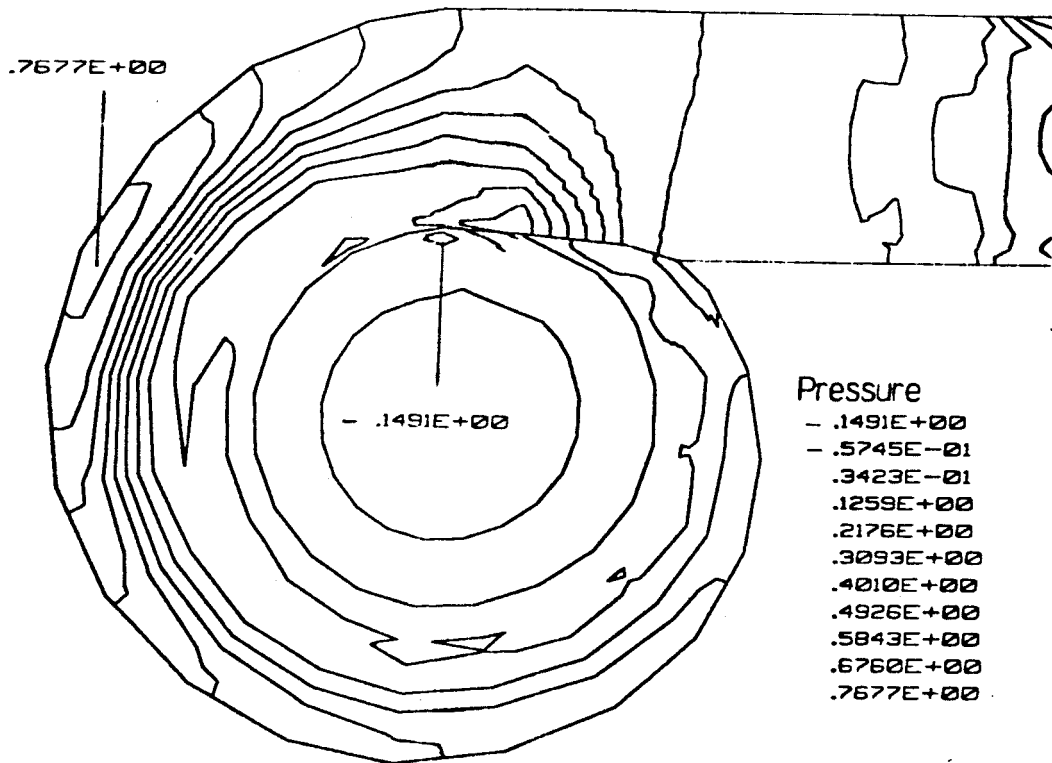 .7677E+00
- .1491E+00
Pressure
- .1491E+00
- .5745E-01
.3423E-01
.1259E+00
.2176E+00
.3093E+00
.4010E+00
.4926E+00
.5843E+00
.6760E+00
.7677E+00